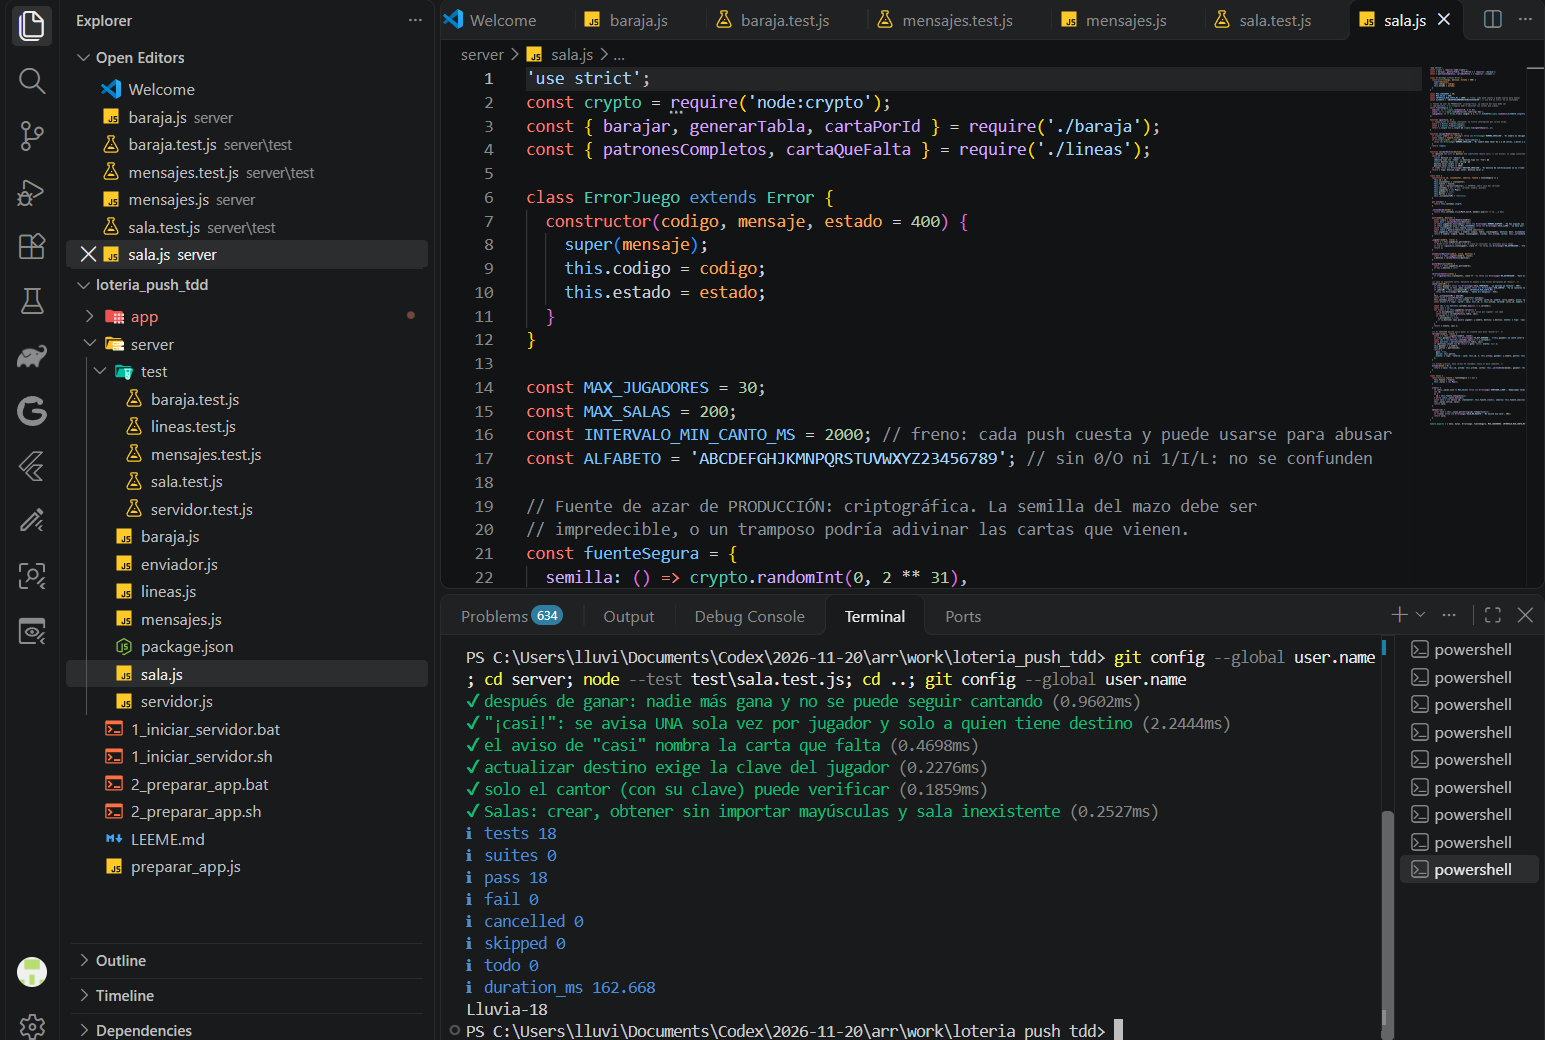 Explorer
Open Editors
Welcome
baraja.js server
baraja.test.js server\test
mensajes.test.js server\test
mensajes.js server
sala.test.js server\test
sala.js server
loteria_push_tdd
app
server
test
baraja.test.js
lineas.test.js
mensajes.test.js
sala.test.js
servidor.test.js
baraja.js
enviador.js
lineas.js
mensajes.js
package.json
sala.js
servidor.js
1_iniciar_servidor.bat
1_iniciar_servidor.sh
2_preparar_app.bat
2_preparar_app.sh
LEEME.md
preparar_app.js
Outline
Timeline
Dependencies
Welcome baraja.js baraja.test.js mensajes.test.js mensajes.js sala.test.js sala.js
server > sala.js > ...
1 'use strict';
2 const crypto = require('node:crypto');
3 const { barajar, generarTabla, cartaPorId } = require('./baraja');
4 const { patronesCompletos, cartaQueFalta } = require('./lineas');
5
6 class ErrorJuego extends Error {
7 constructor(codigo, mensaje, estado = 400) {
8 super(mensaje);
9 this.codigo = codigo;
10 this.estado = estado;
11 }
12 }
13
14 const MAX_JUGADORES = 30;
15 const MAX_SALAS = 200;
16 const INTERVALO_MIN_CANTO_MS = 2000; // freno: cada push cuesta y puede usarse para abusar
17 const ALFABETO = 'ABCDEFGHJKMNPQRSTUVWXYZ23456789'; // sin 0/O ni 1/I/L: no se confunden
18
19 // Fuente de azar de PRODUCCIÓN: criptográfica. La semilla del mazo debe ser
20 // impredecible, o un tramposo podría adivinar las cartas que vienen.
21 const fuenteSegura = {
22 semilla: () => crypto.randomInt(0, 2 ** 31),
Problems 634 Output Debug Console Terminal Ports
PS C:\Users\lluvi\Documents\Codex\2026-11-20\arr\work\loteria_push_tdd> git config --global user.name
; cd server; node --test test\sala.test.js; cd ..; git config --global user.name
✓ después de ganar: nadie más gana y no se puede seguir cantando (0.9602ms)
✓ "¡casi!": se avisa UNA sola vez por jugador y solo a quien tiene destino (2.2444ms)
✓ el aviso de "casi" nombra la carta que falta (0.4698ms)
✓ actualizar destino exige la clave del jugador (0.2276ms)
✓ solo el cantor (con su clave) puede verificar (0.1859ms)
✓ Salas: crear, obtener sin importar mayúsculas y sala inexistente (0.2527ms)
ℹ tests 18
ℹ suites 0
ℹ pass 18
ℹ fail 0
ℹ cancelled 0
ℹ skipped 0
ℹ todo 0
ℹ duration_ms 162.668
Lluvia-18
PS C:\Users\lluvi\Documents\Codex\2026-11-20\arr\work\loteria_push_tdd>
powershell
powershell
powershell
powershell
powershell
powershell
powershell
powershell
powershell